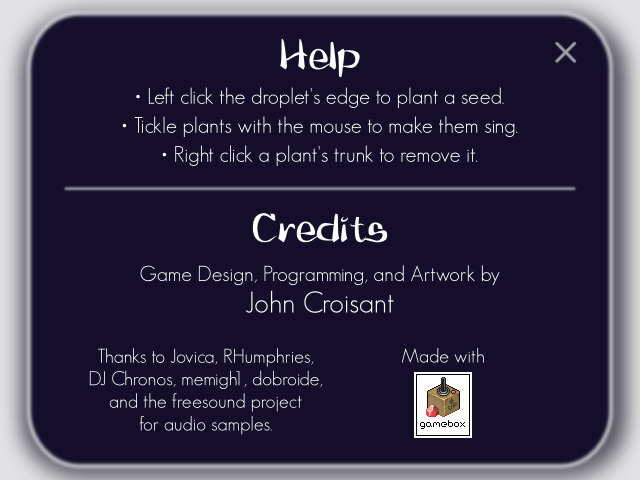 Help
• Left click the droplet's edge to plant a seed.
• Tickle plants with the mouse to make them sing.
• Right click a plant's trunk to remove it.
Credits
Game Design, Programming, and Artwork by
John Croisant
Thanks to Jovica, RHumphries,
DJ Chronos, memigh1, dobroide,
and the freesound project
for audio samples.
Made with
gamebox